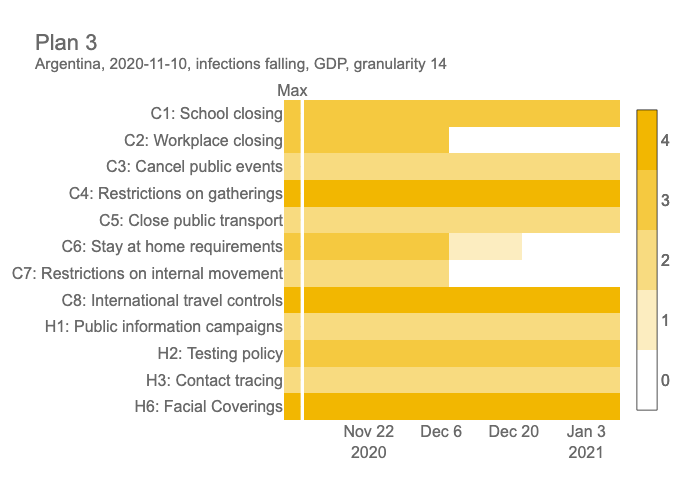 Plan 3
Argentina, 2020-11-10, infections falling, GDP, granularity 14
Max
C1: School closing
C2: Workplace closing
C3: Cancel public events
C4: Restrictions on gatherings
C5: Close public transport
C6: Stay at home requirements
C7: Restrictions on internal movement
C8: International travel controls
H1: Public information campaigns
H2: Testing policy
H3: Contact tracing
H6: Facial Coverings
4
3
2
1
0
Nov 22 Dec 6 Dec 20 Jan 3
2020 2021